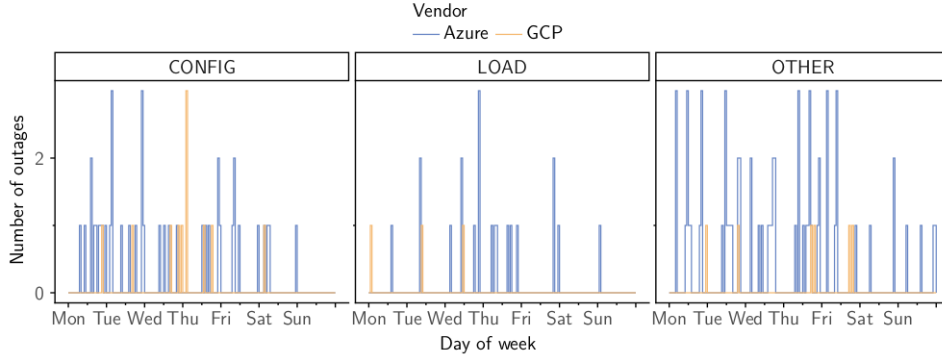 Vendor
Azure GCP
CONFIG LOAD OTHER
Number of outages
2
0
Mon Tue Wed Thu Fri Sat Sun Mon Tue Wed Thu Fri Sat Sun Mon Tue Wed Thu Fri Sat Sun
Day of week